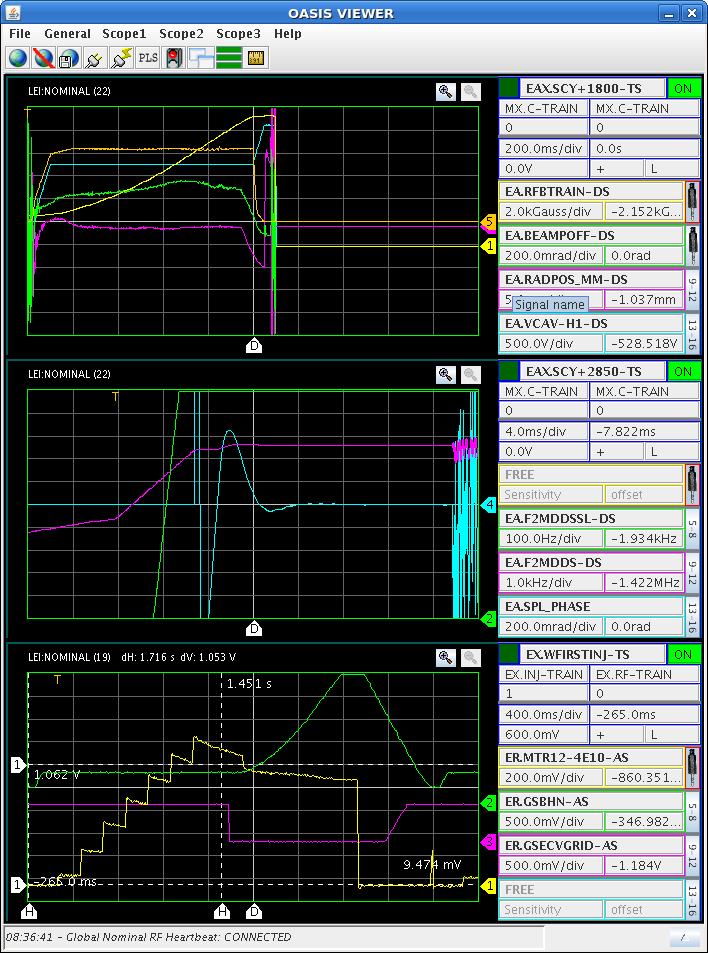 OASIS VIEWER
File General Scope1 Scope2 Scope3 Help
PLS
LEI:NOMINAL (22)
T
5
1
D
EAX.SCY+1800-TS ON
MX.C-TRAIN MX.C-TRAIN
0 0
200.0ms/div 0.0s
0.0V + L
EA.RFBTRAIN-DS
2.0kGauss/div -2.152kG...
EA.BEAMPOFF-DS
200.0mrad/div 0.0rad
EA.RADPOS_MM-DS
-1.037mm
9-12
Signal name
EA.VCAV-H1-DS
500.0V/div -528.518V
13-16
LEI:NOMINAL (22)
T
4
2
D
EAX.SCY+2850-TS ON
MX.C-TRAIN MX.C-TRAIN
0 0
4.0ms/div -7.822ms
0.0V + L
FREE
Sensitivity offset
EA.F2MDDSSL-DS
100.0Hz/div -1.934kHz
5-8
EA.F2MDDS-DS
1.0kHz/div -1.422MHz
9-12
EA.SPL_PHASE
200.0mrad/div 0.0rad
13-16
LEI:NOMINAL (19) dH: 1.716 s dV: 1.053 V
T
1.451 s
1
1.062 V
2
3
9.474 mV
1 -265.0 ms 1
H H D
EX.WFIRSTINJ-TS ON
EX.INJ-TRAIN EX.RF-TRAIN
1 0
400.0ms/div -265.0ms
600.0mV + L
ER.MTR12-4E10-AS
200.0mV/div -860.351...
ER.GSBHN-AS
500.0mV/div -346.982...
5-8
ER.GSECVGRID-AS
500.0mV/div -1.184V
9-12
FREE
Sensitivity offset
13-16
08:36:41 - Global Nominal RF Heartbeat: CONNECTED